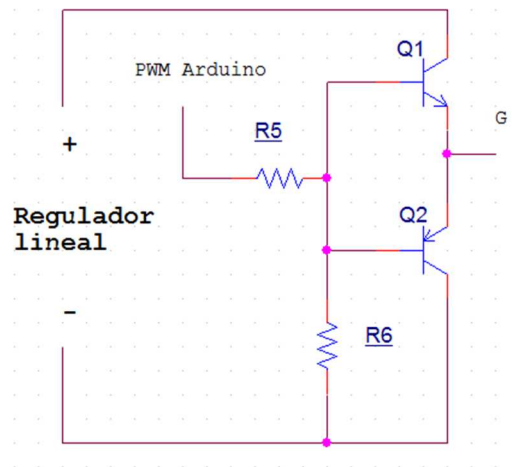 Q1
PWM Arduino
G
R5
+
Q2
Regulador
lineal
-
R6